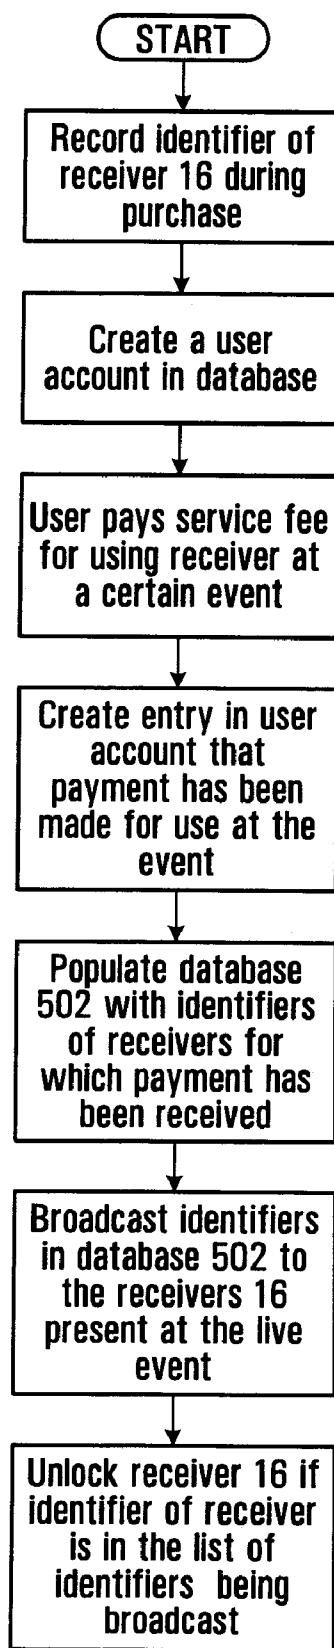 START
Record identifier of
receiver 16 during
purchase
Create a user
account in database
User pays service fee
for using receiver at
a certain event
Create entry in user
account that
payment has been
made for use at the
event
Populate database
502 with identifiers
of receivers for
which payment has
been received
Broadcast identifiers
in database 502 to
the receivers 16
present at the live
event
Unlock receiver 16 if
identifier of receiver
is in the list of
identifiers being
broadcast